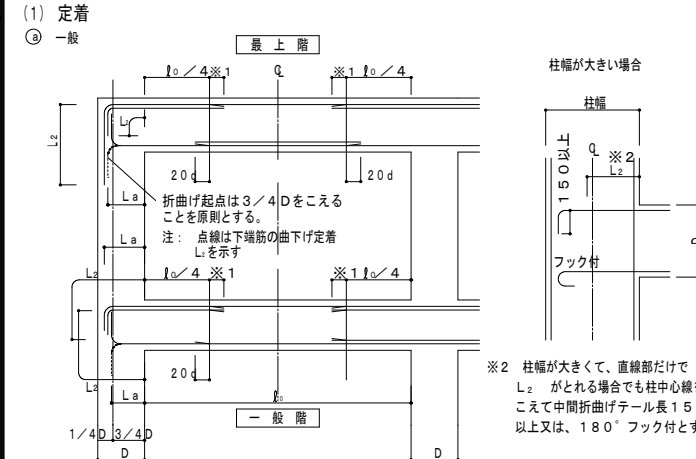 (1) 定着
ⓐ 一般
最上階
柱幅が大きい場合
ℓ₀/4※1
℄
※1 ℓ₀/4
柱幅
L₂
L₂
150以上
℄
※2
L₂
20d
20d
折曲げ起点は3/4Dをこえる
ことを原則とする。
La
注: 点線は下端筋の曲下げ定着
L₂を示す
La
フック付
L₂
ℓ₀/4 ※1
※1 ℓ₀/4
20d
L₂
La
ℓ₀
※2 柱幅が大きくて、直線部だけで
L₂ がとれる場合でも柱中心線を
こえて中間折曲げテール長15
以上又は、180°フック付とす
一般階
1/4D 3/4D
D
D